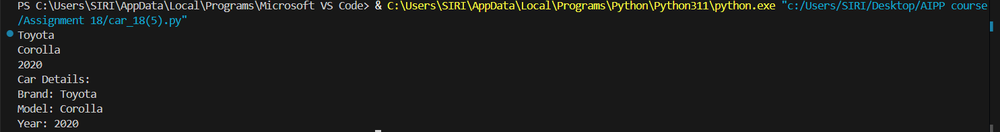 PS C:\Users\SIRI\AppData\Local\Programs\Microsoft VS Code> & C:\Users\SIRI\AppData\Local\Programs\Python\Python311\python.exe "c:/Users/SIRI/Desktop/AIPP course
/Assignment 18/car_18(5).py"
Toyota
Corolla
2020
Car Details:
Brand: Toyota
Model: Corolla
Year: 2020